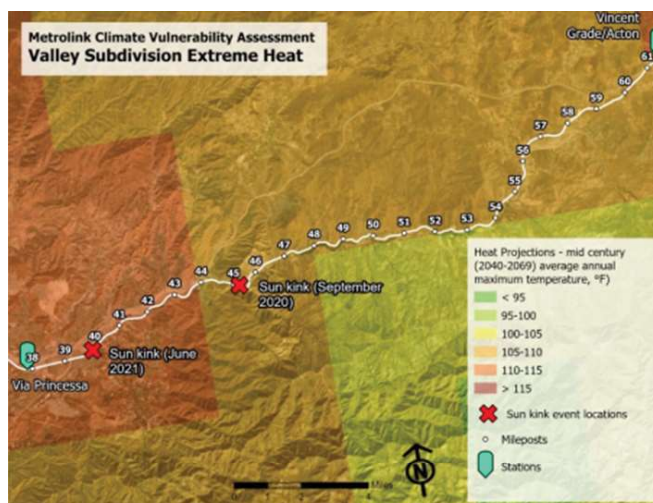 Metrolink Climate Vulnerability Assessment
Valley Subdivision Extreme Heat
Vincent
Grade/Acton
61
60
59
58
57
56
55
54
53
52
51
50
49
48
47
46
45
44
43
42
41
40
39
38
Sun kink (September
2020)
Sun kink (June
2021)
Via Princessa
Heat Projections - mid century
(2040-2069) average annual
maximum temperature, °F)
< 95
95-100
100-105
105-110
110-115
> 115
Sun kink event locations
Mileposts
Stations
N
Miles